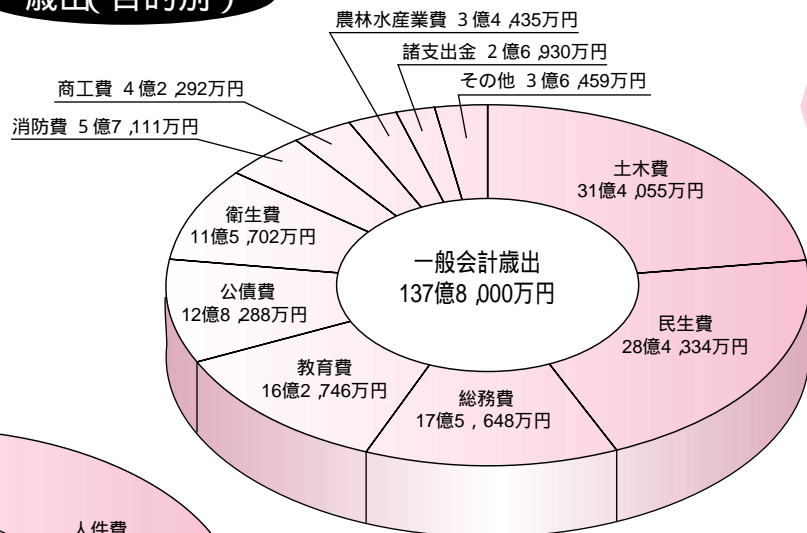 歳出(目的別)
農林水産業費 3億4,435万円
諸支出金 2億6,930万円
その他 3億6,459万円
商工費 4億2,292万円
消防費 5億7,111万円
土木費
31億4,055万円
衛生費
11億5,702万円
一般会計歳出
137億8,000万円
公債費
12億8,288万円
民生費
28億4,334万円
教育費
16億2,746万円
総務費
17億5,648万円
人件費